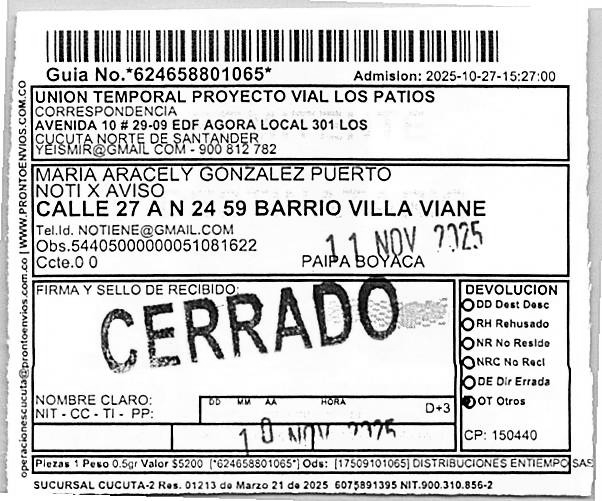 Guia No.*624658801065*
Admision: 2025-10-27-15:27:00
UNION TEMPORAL PROYECTO VIAL LOS PATIOS
CORRESPONDENCIA
AVENIDA 10 # 29-09 EDF AGORA LOCAL 301 LOS
CUCUTA NORTE DE SANTANDER
YEISMIR@GMAIL COM - 900 812 782
MARIA ARACELY GONZALEZ PUERTO
NOTI X AVISO
CALLE 27 A N 24 59 BARRIO VILLA VIANE
Tel.Id. NOTIENE@GMAIL.COM
Obs.54405000000051081622
11 NOV 2025
Ccte.0 0
PAIPA BOYACA
FIRMA Y SELLO DE RECIBIDO:
CERRADO
NOMBRE CLARO:
NIT - CC - TI - PP:
DD MM AA HORA
D+3
10 NOV 2025
DEVOLUCION
DD Dest Desc
RH Rehusado
NR No Reside
NRC No Recl
DE Dir Errada
OT Otros
CP: 150440
Piezas 1 Peso 0.5gr Valor $5200 [*624658801065*] Ods: [17509101065] DISTRIBUCIONES ENTIEMPO SAS
SUCURSAL CUCUTA-2 Res. 01213 de Marzo 21 de 2025 6075891395 NIT.900.310.856-2
operacionescucuta@prontoenvios.com.co | WWW.PRONTOENVIOS.COM.CO